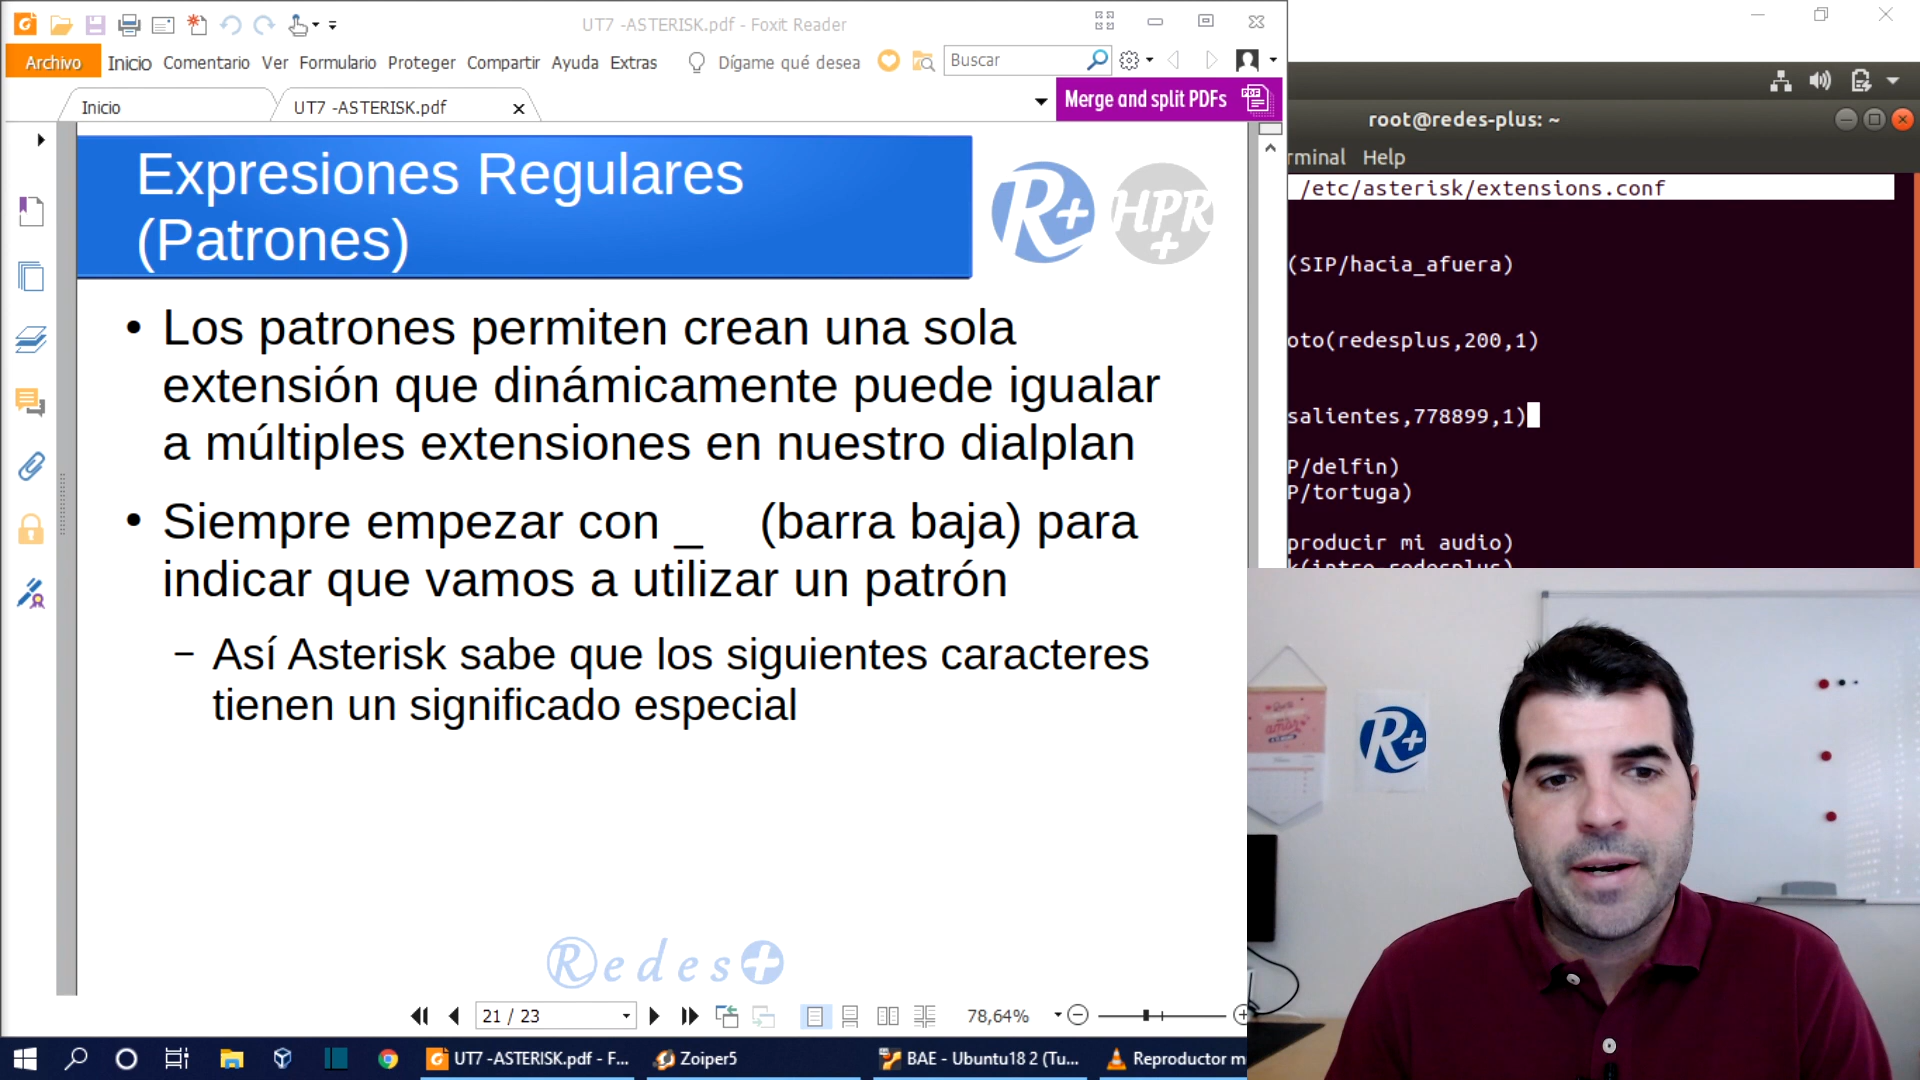 UT7 -ASTERISK.pdf - Foxit Reader
Archivo Inicio Comentario Ver Formulario Proteger Compartir Ayuda Extras Dígame qué desea Buscar
Inicio UT7 -ASTERISK.pdf Merge and split PDFs
Expresiones Regulares
(Patrones)
R+ HPR+
• Los patrones permiten crean una sola
extensión que dinámicamente puede igualar
a múltiples extensiones en nuestro dialplan
• Siempre empezar con _ (barra baja) para
indicar que vamos a utilizar un patrón
– Así Asterisk sabe que los siguientes caracteres
tienen un significado especial
Redes+
21 / 23 78,64%
root@redes-plus: ~
rminal Help
/etc/asterisk/extensions.conf
(SIP/hacia_afuera)
oto(redesplus,200,1)
salientes,778899,1)
P/delfin)
P/tortuga)
producir mi audio)
k(intro-redesplus)
R+
UT7 -ASTERISK.pdf - F... Zoiper5 BAE - Ubuntu18 2 (Tu... Reproductor m